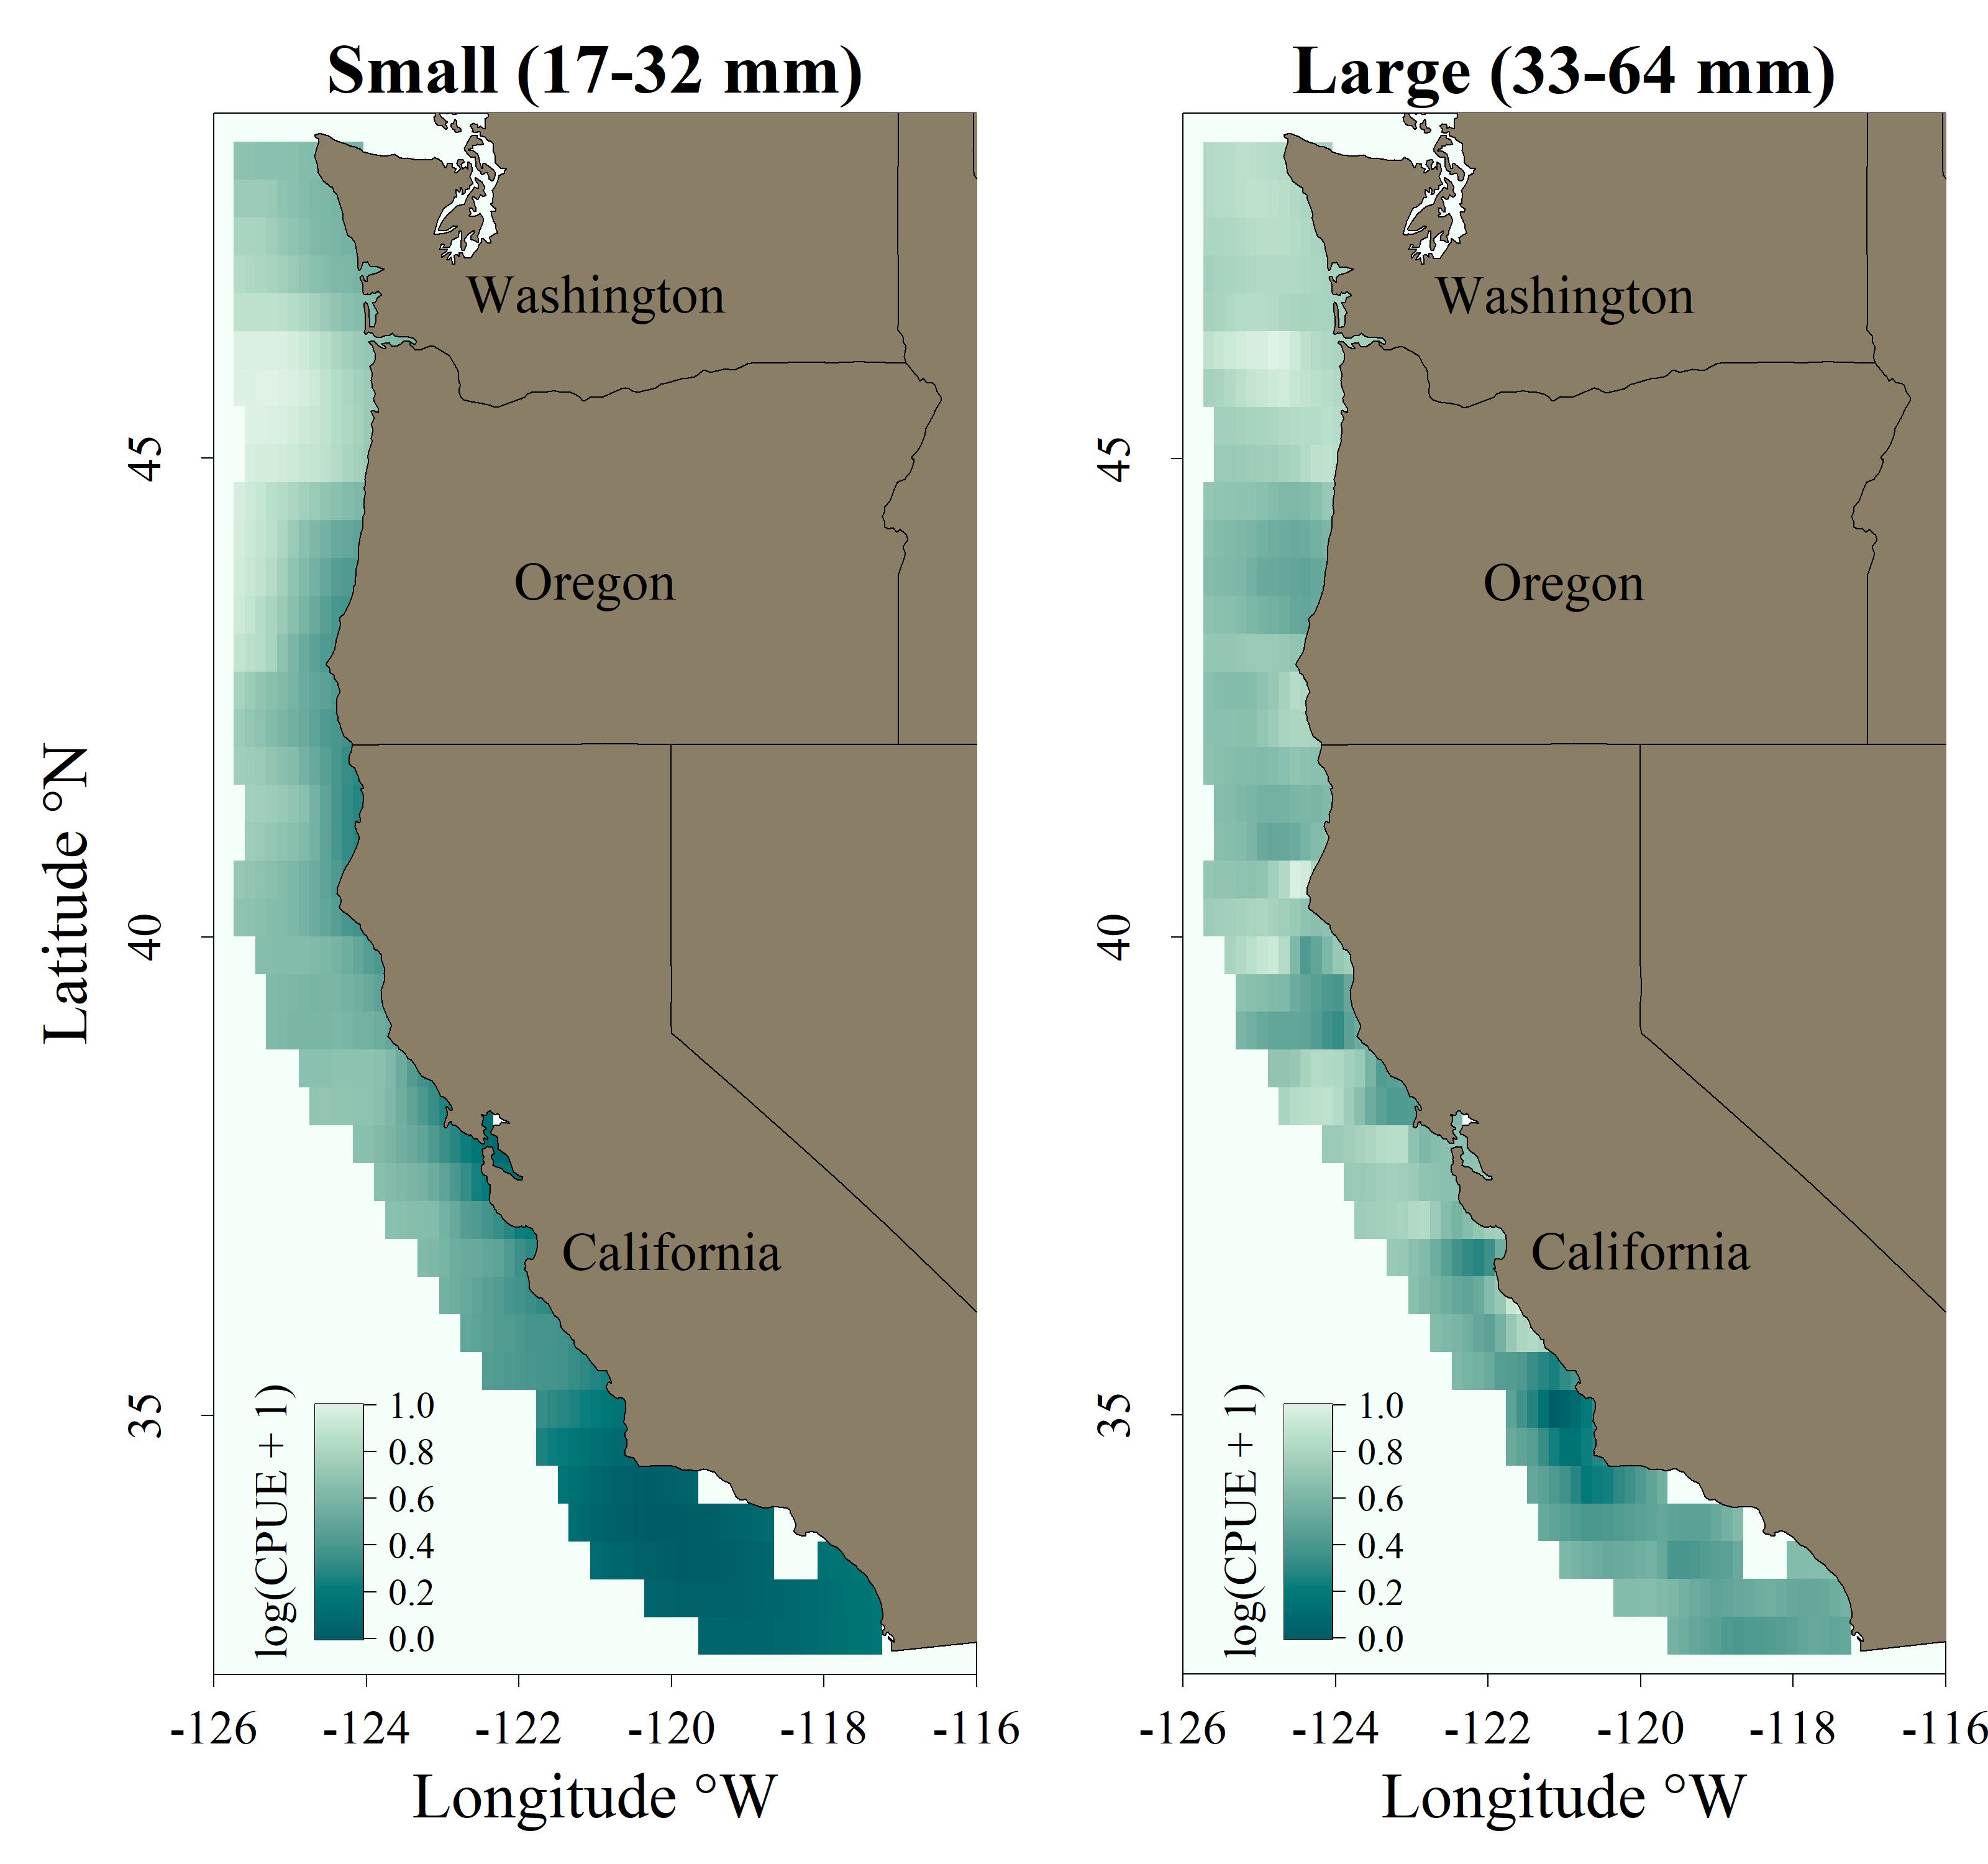 Small (17-32 mm)
Large (33-64 mm)
Washington
Oregon
California
Washington
Oregon
California
Latitude °N
45
40
35
45
40
35
log(CPUE + 1)
1.0
0.8
0.6
0.4
0.2
0.0
log(CPUE + 1)
1.0
0.8
0.6
0.4
0.2
0.0
-126 -124 -122 -120 -118 -116
-126 -124 -122 -120 -118 -116
Longitude °W
Longitude °W